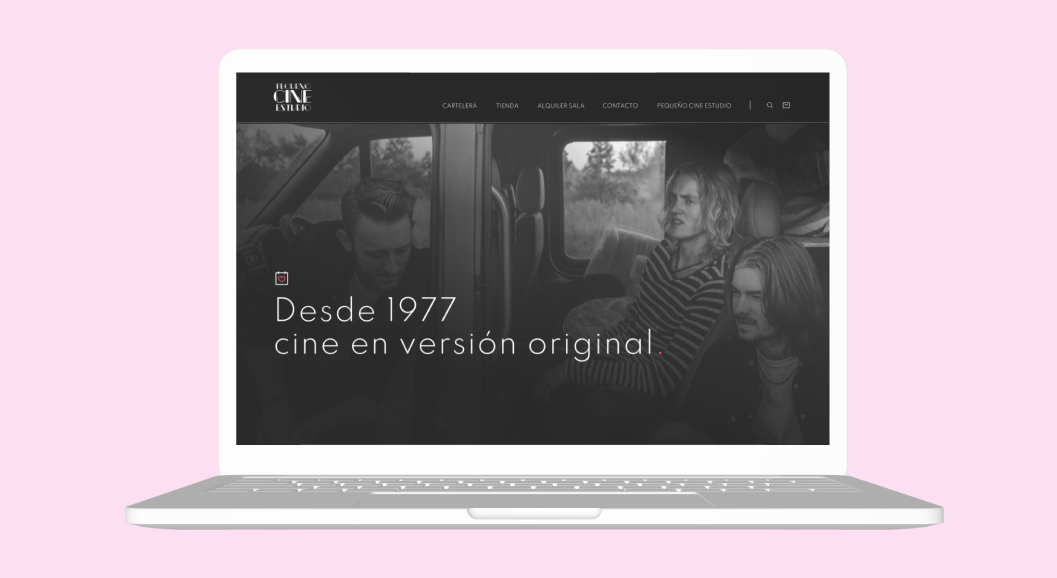 PEQUEÑO
CINE
ESTUDIO
CARTELERA TIENDA ALQUILER SALA CONTACTO PEQUEÑO CINE ESTUDIO
Desde 1977
cine en versión original.